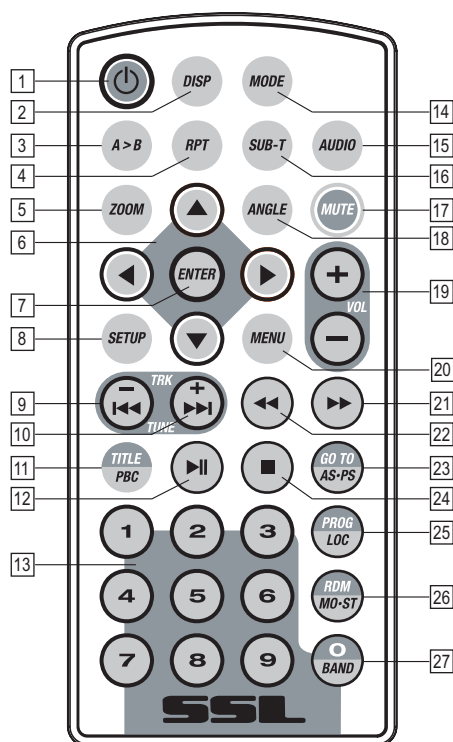 1
2 DISP MODE 14
3 A>B RPT SUB-T AUDIO 15
4 16
5 ZOOM ANGLE MUTE 17
6 18
7 ENTER + 19
VOL
8 SETUP MENU − 20
− TRK +
9 21
10 TUNE 22
11 TITLE GO TO 23
PBC AS•PS
12 24
1 2 3 PROG 25
LOC
13
4 5 6 RDM 26
MO•ST
7 8 9 0 27
BAND
SSL